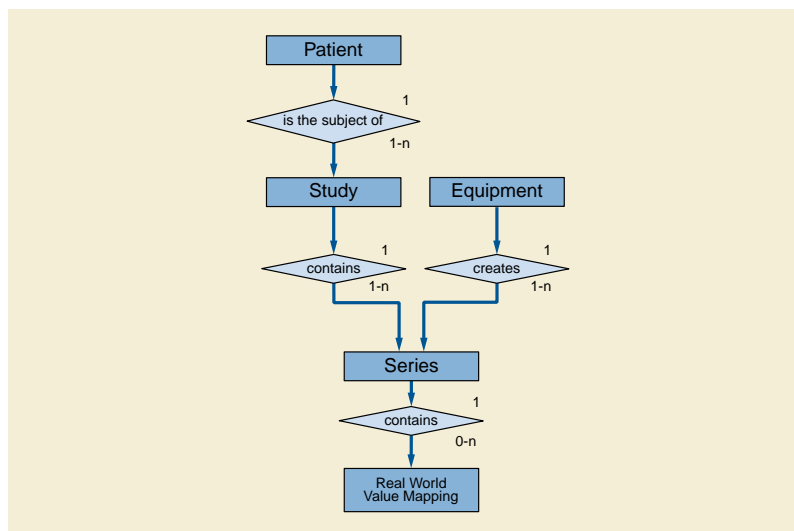 Patient
1
is the subject of
1-n
Study
Equipment
1
1
contains
creates
1-n
1-n
Series
1
contains
0-n
Real World
Value Mapping